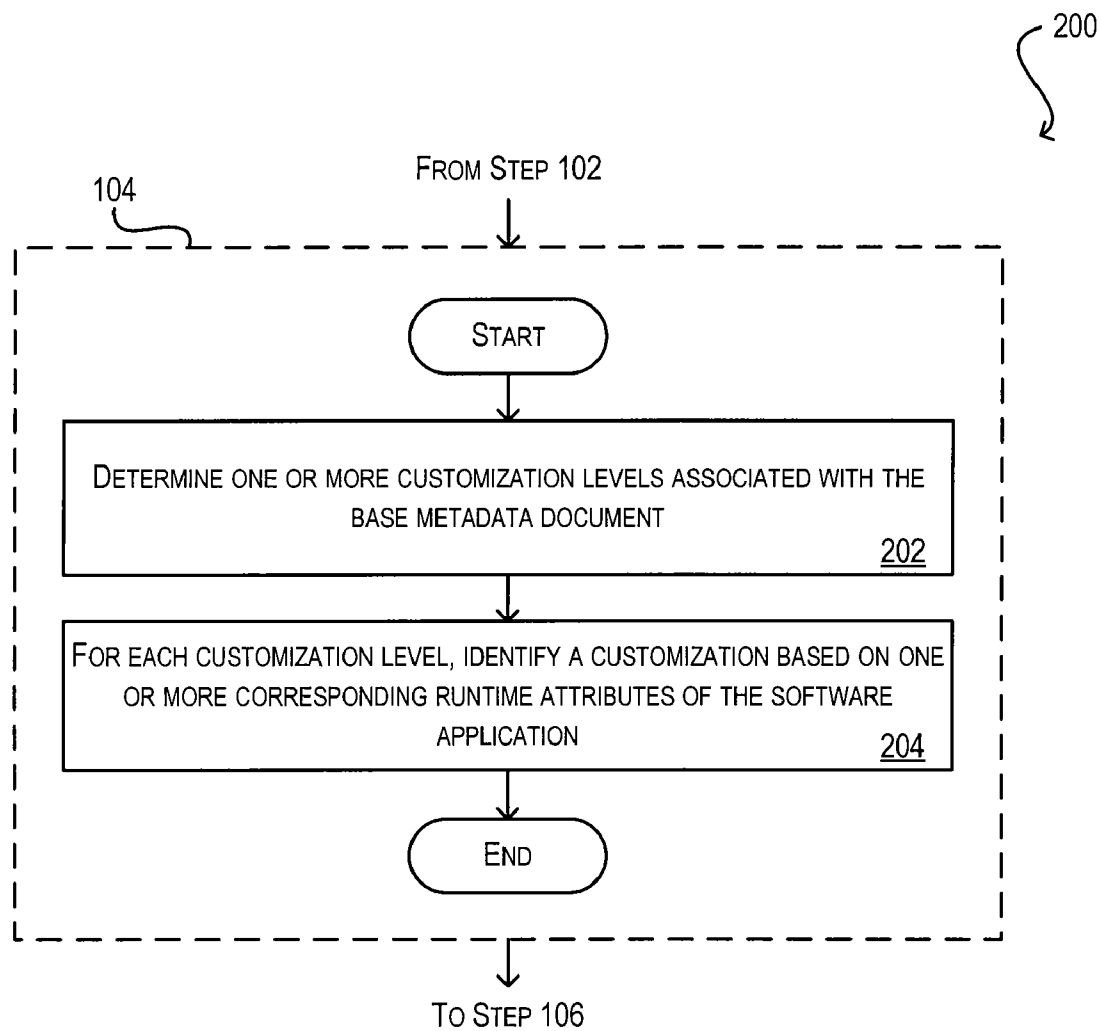 200
FROM STEP 102
104
START
DETERMINE ONE OR MORE CUSTOMIZATION LEVELS ASSOCIATED WITH THE
BASE METADATA DOCUMENT
202
FOR EACH CUSTOMIZATION LEVEL, IDENTIFY A CUSTOMIZATION BASED ON ONE
OR MORE CORRESPONDING RUNTIME ATTRIBUTES OF THE SOFTWARE
APPLICATION
204
END
TO STEP 106